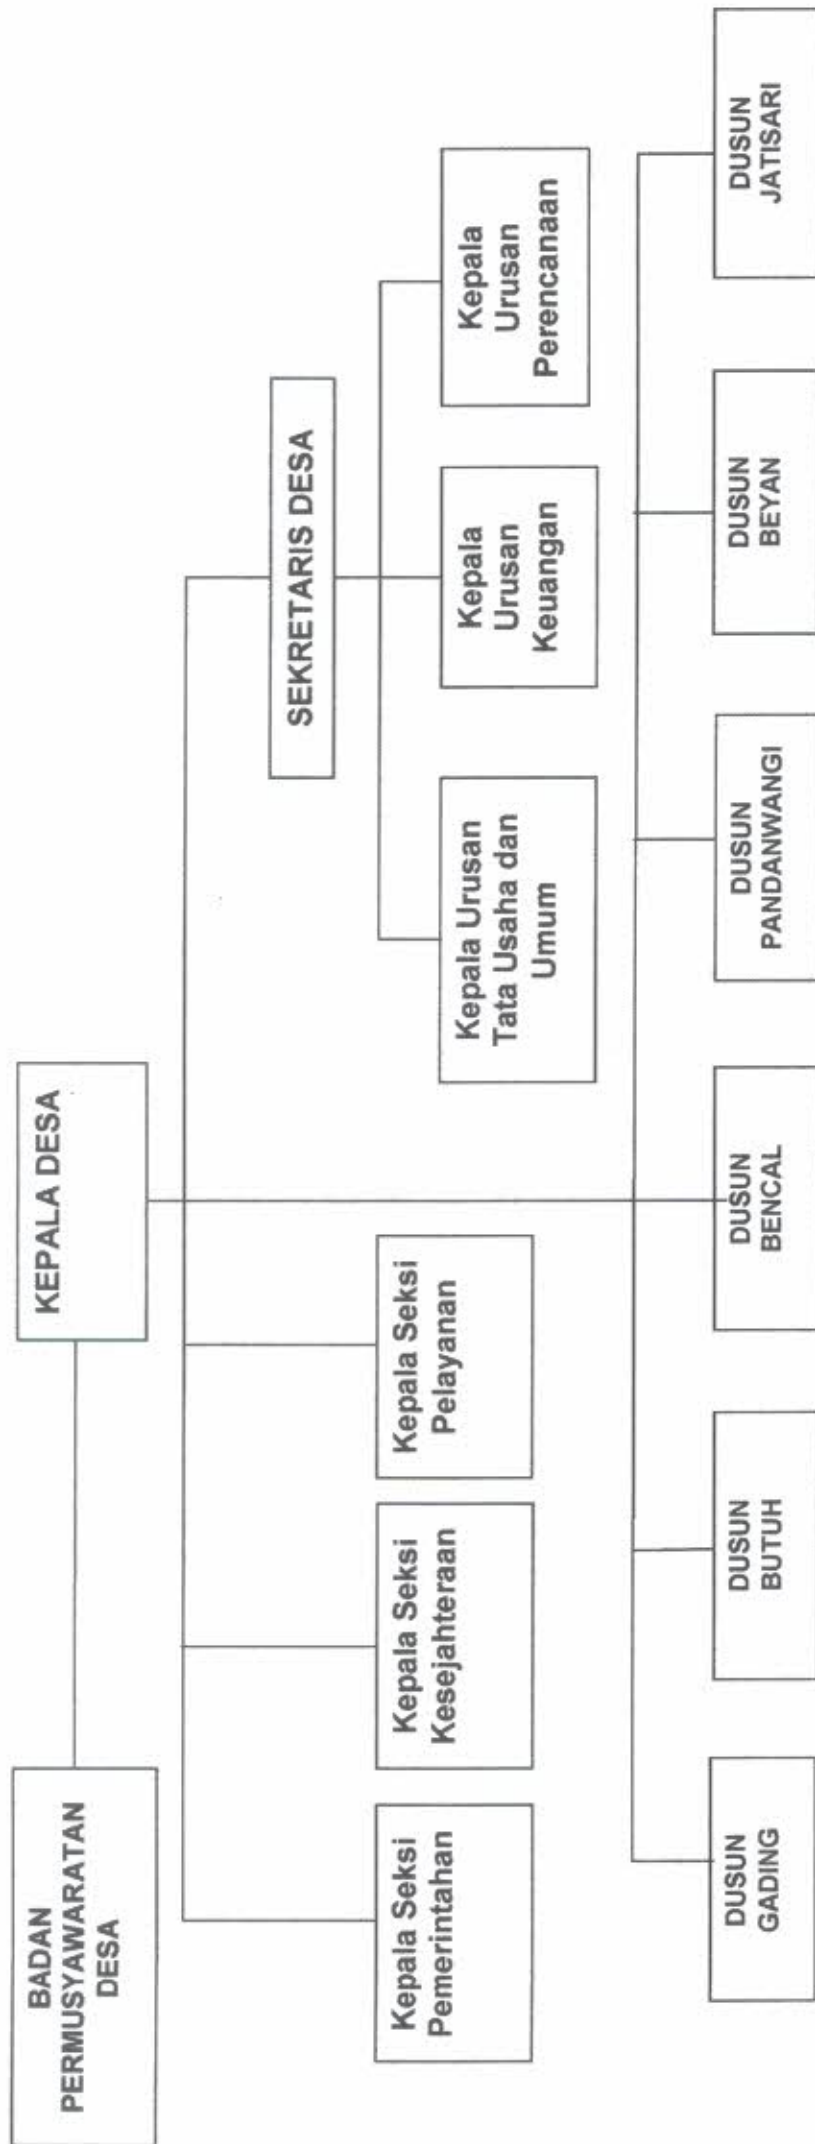 BADAN
PERMUSYAWARATAN
DESA
KEPALA DESA
SEKRETARIS DESA
Kepala Seksi
Pemerintahan
Kepala Seksi
Kesejahteraan
Kepala Seksi
Pelayanan
Kepala Urusan
Tata Usaha dan
Umum
Kepala
Urusan
Keuangan
Kepala
Urusan
Perencanaan
DUSUN
GADING
DUSUN
BUTUH
DUSUN
BENCAL
DUSUN
PANDANWANGI
DUSUN
BEYAN
DUSUN
JATISARI